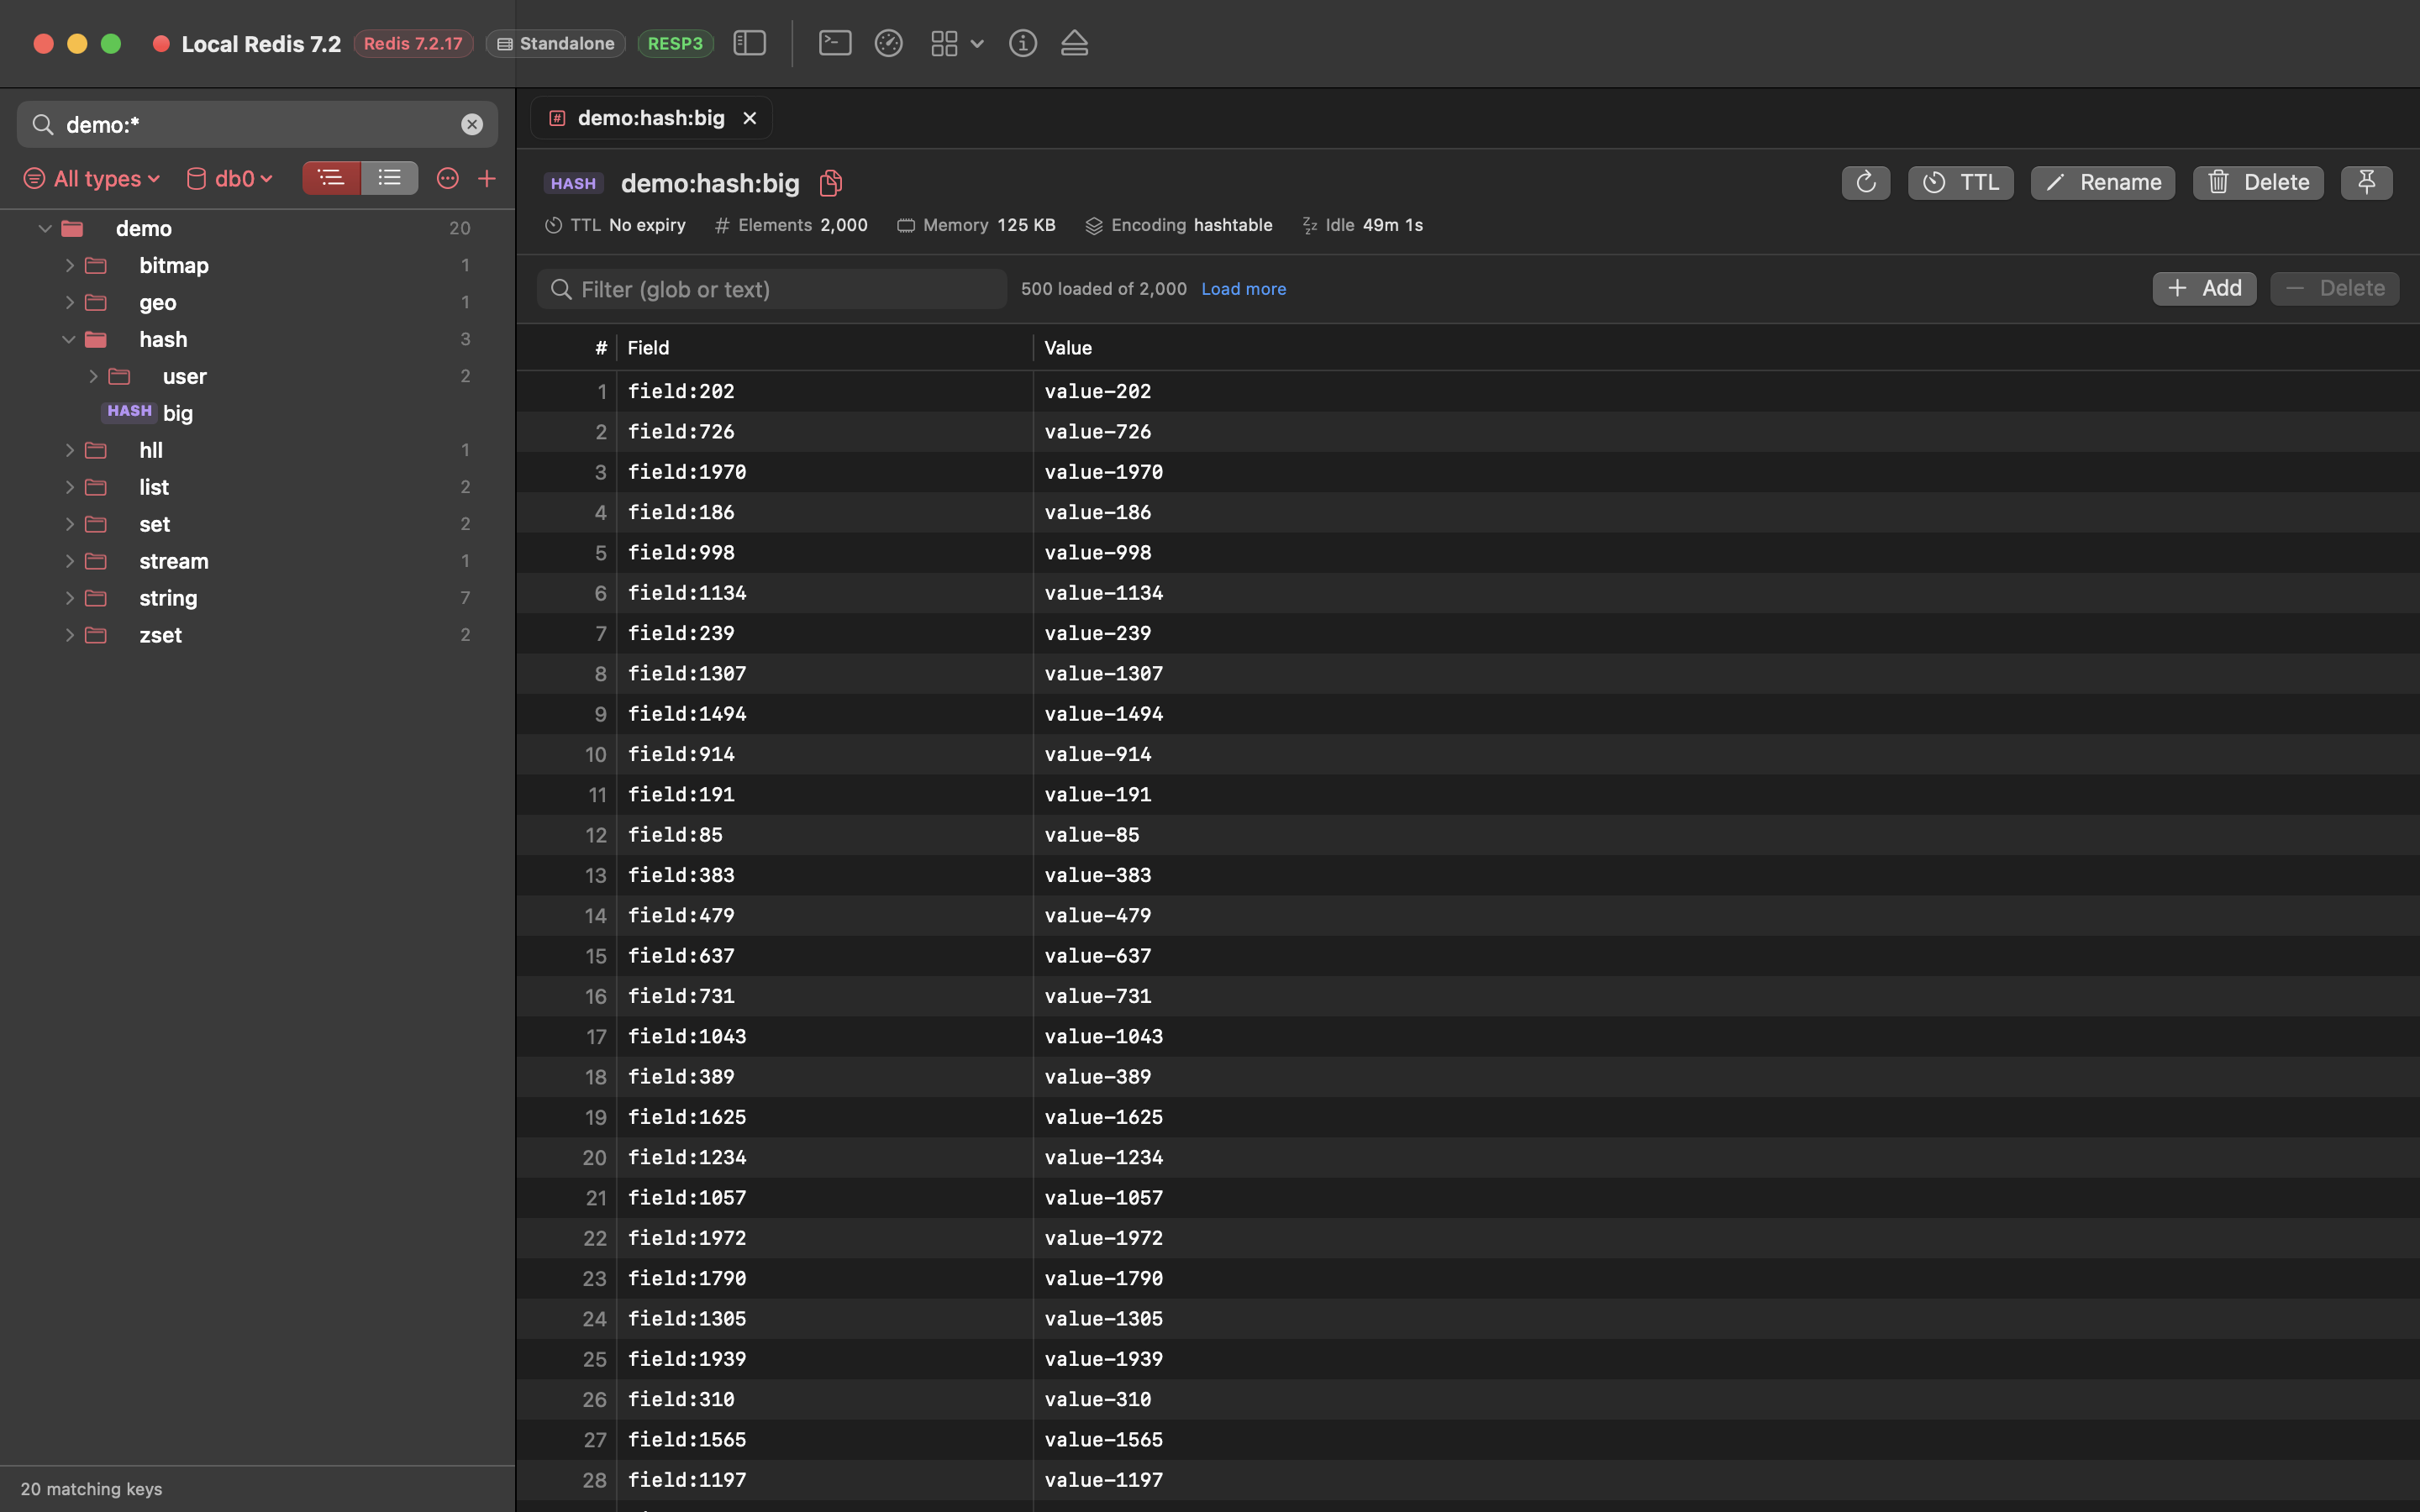 Local Redis 7.2 Redis 7.2.17 Standalone RESP3
demo:*
All types db0
demo 20
bitmap 1
geo 1
hash 3
user 2
HASH big
hll 1
list 2
set 2
stream 1
string 7
zset 2
20 matching keys
demo:hash:big
HASH demo:hash:big TTL Rename Delete
TTL No expiry # Elements 2,000 Memory 125 KB Encoding hashtable Idle 49m 1s
Filter (glob or text) 500 loaded of 2,000 Load more + Add − Delete
# Field Value
1 field:202 value-202
2 field:726 value-726
3 field:1970 value-1970
4 field:186 value-186
5 field:998 value-998
6 field:1134 value-1134
7 field:239 value-239
8 field:1307 value-1307
9 field:1494 value-1494
10 field:914 value-914
11 field:191 value-191
12 field:85 value-85
13 field:383 value-383
14 field:479 value-479
15 field:637 value-637
16 field:731 value-731
17 field:1043 value-1043
18 field:389 value-389
19 field:1625 value-1625
20 field:1234 value-1234
21 field:1057 value-1057
22 field:1972 value-1972
23 field:1790 value-1790
24 field:1305 value-1305
25 field:1939 value-1939
26 field:310 value-310
27 field:1565 value-1565
28 field:1197 value-1197